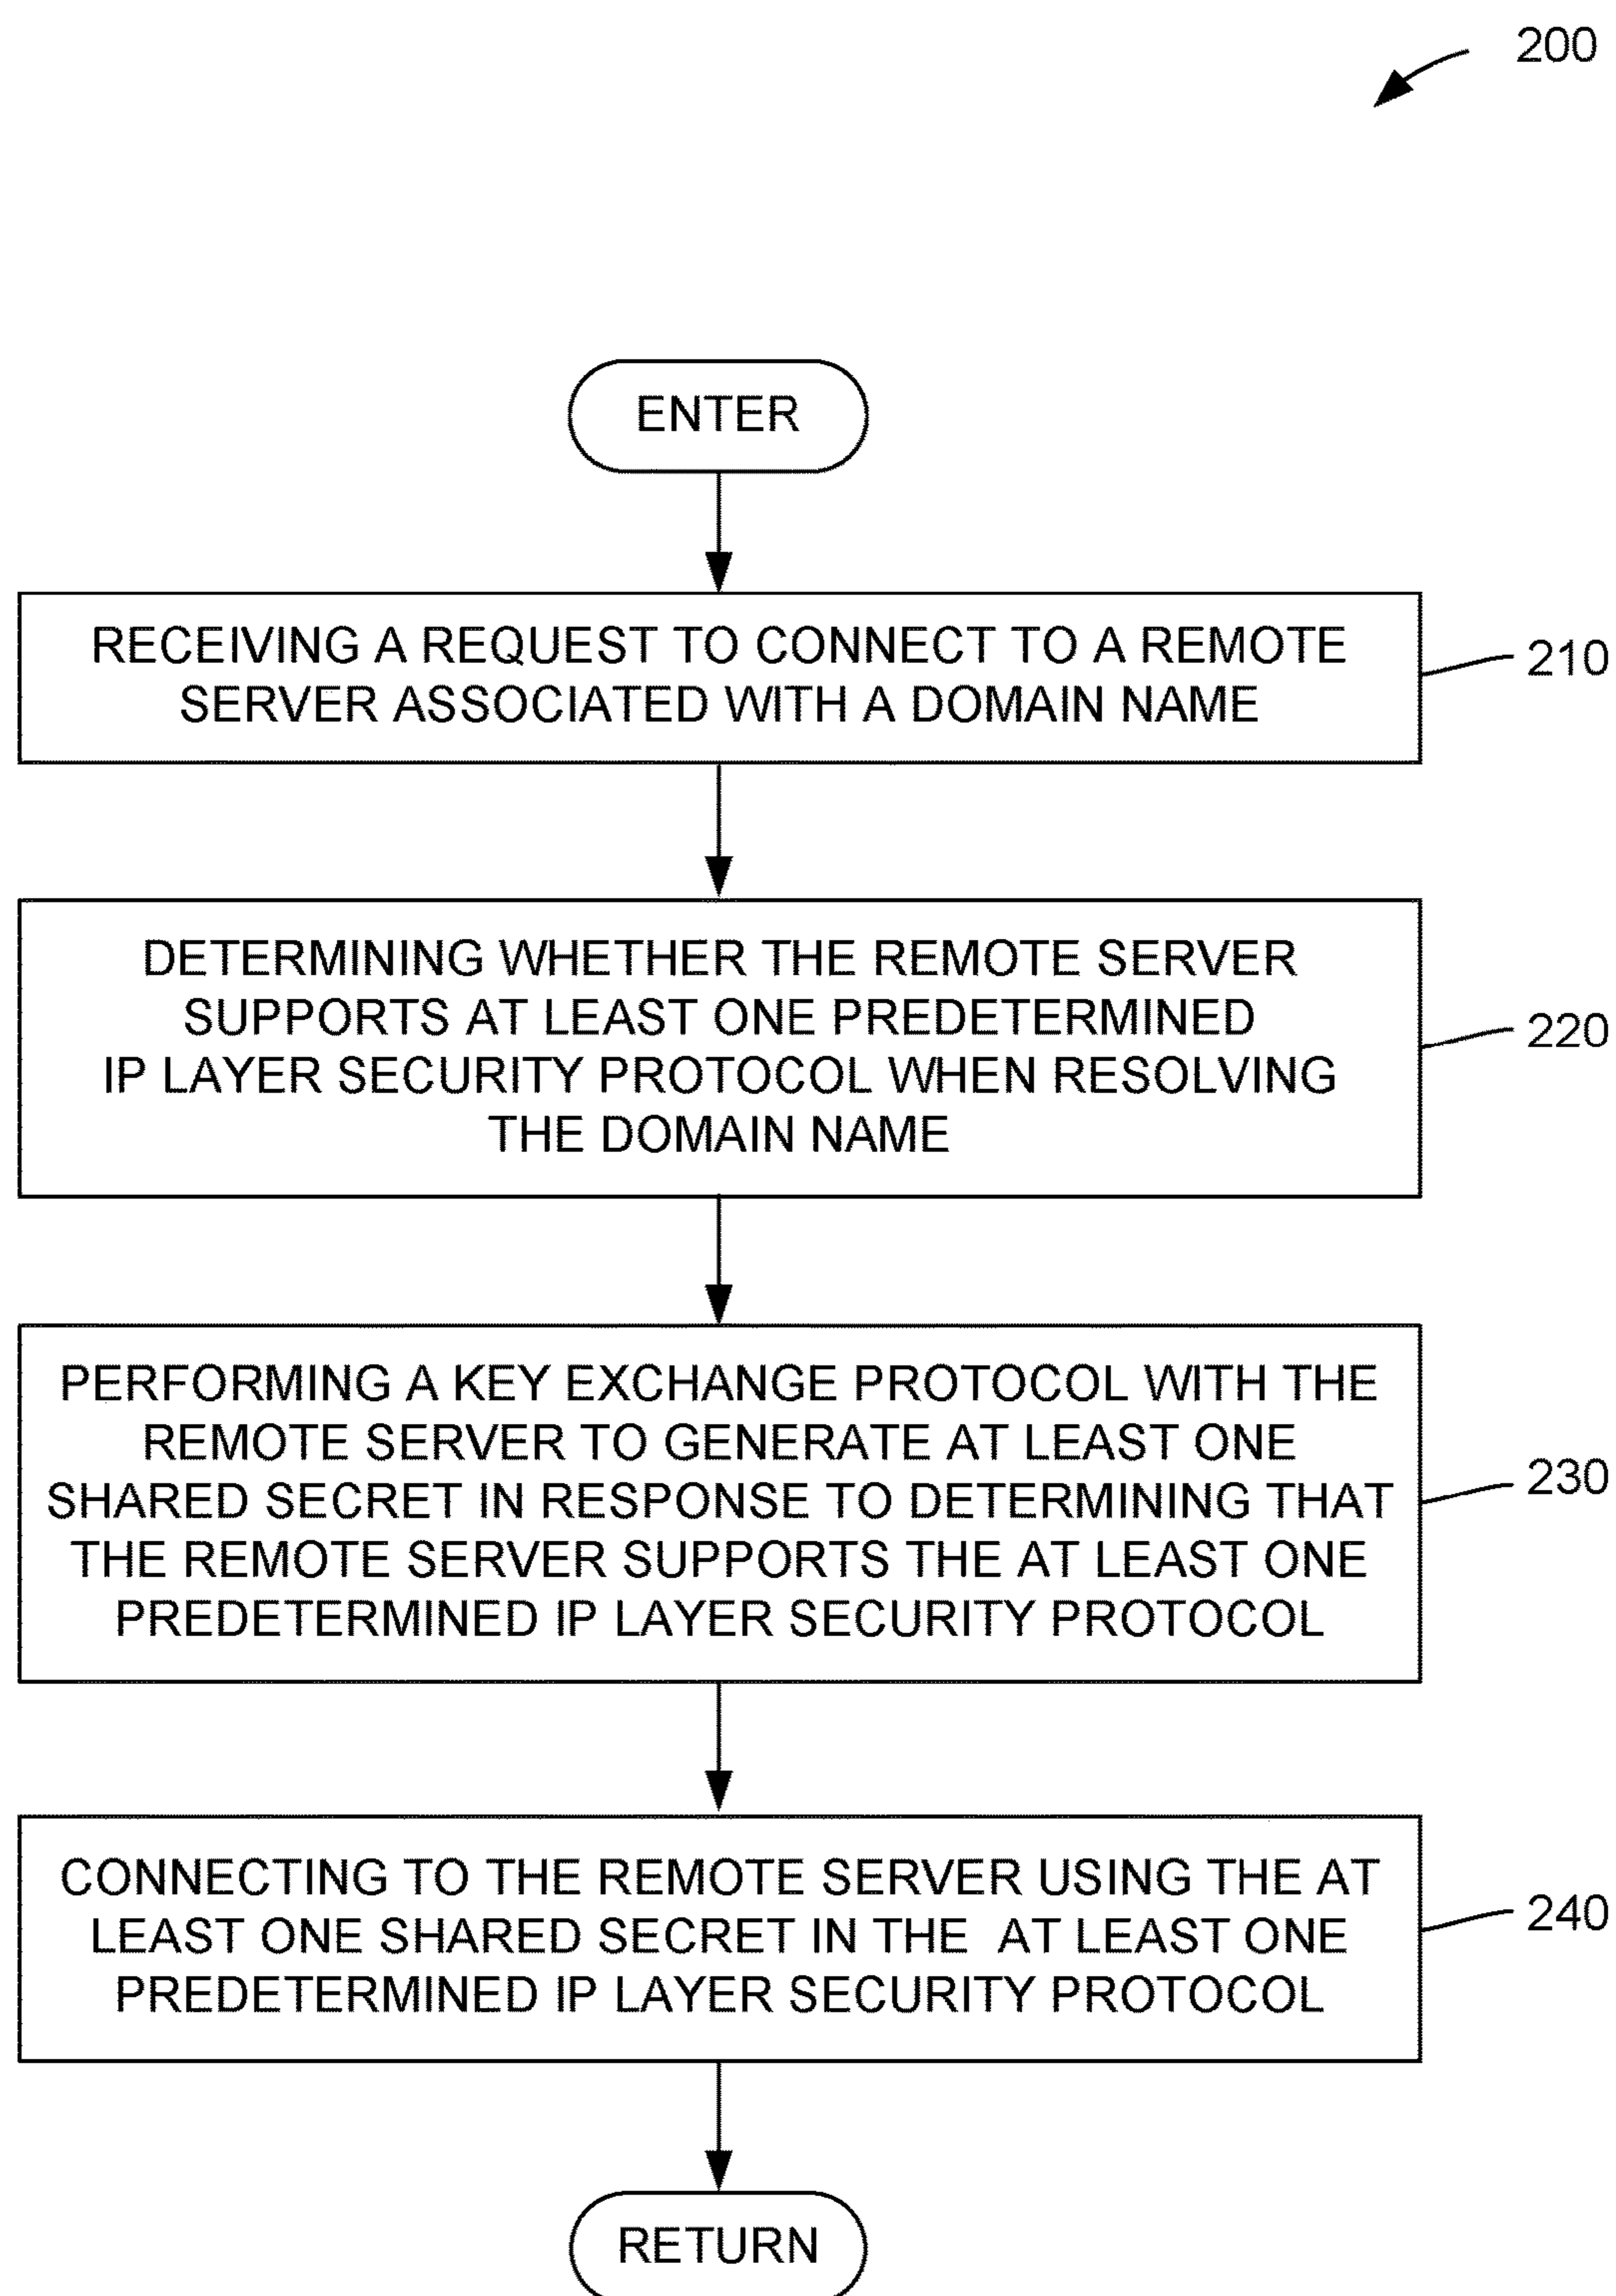 200
ENTER
RECEIVING A REQUEST TO CONNECT TO A REMOTE
SERVER ASSOCIATED WITH A DOMAIN NAME
210
DETERMINING WHETHER THE REMOTE SERVER
SUPPORTS AT LEAST ONE PREDETERMINED
IP LAYER SECURITY PROTOCOL WHEN RESOLVING
THE DOMAIN NAME
220
PERFORMING A KEY EXCHANGE PROTOCOL WITH THE
REMOTE SERVER TO GENERATE AT LEAST ONE
SHARED SECRET IN RESPONSE TO DETERMINING THAT
THE REMOTE SERVER SUPPORTS THE AT LEAST ONE
PREDETERMINED IP LAYER SECURITY PROTOCOL
230
CONNECTING TO THE REMOTE SERVER USING THE AT
LEAST ONE SHARED SECRET IN THE AT LEAST ONE
PREDETERMINED IP LAYER SECURITY PROTOCOL
240
RETURN